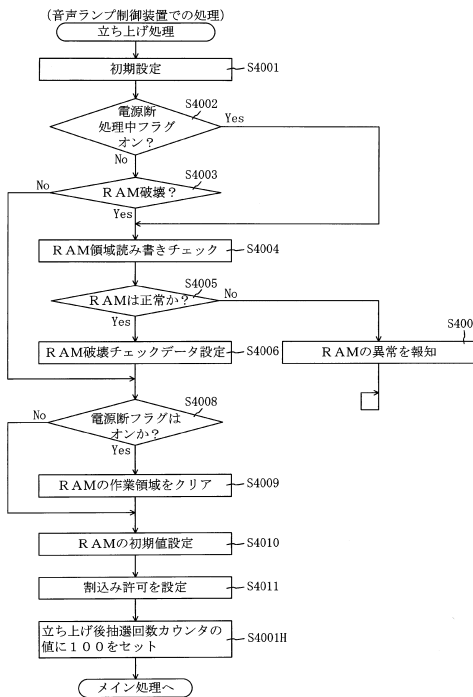 (音声ランプ制御装置での処理)
立ち上げ処理
初期設定
S4001
電源断
処理中フラグ
オン？
S4002
Yes
No
RAM破壊？
S4003
No
Yes
RAM領域読み書きチェック
S4004
RAMは正常か？
S4005
No
Yes
RAM破壊チェックデータ設定
S4006
RAMの異常を報知
S400
電源断フラグは
オンか？
S4008
No
Yes
RAMの作業領域をクリア
S4009
RAMの初期値設定
S4010
割込み許可を設定
S4011
立ち上げ後抽選回数カウンタの
値に１００をセット
S4001H
メイン処理へ